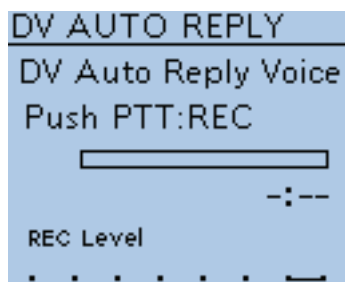 DV AUTO REPLY
DV Auto Reply Voice
Push PTT:REC
-:--
REC Level